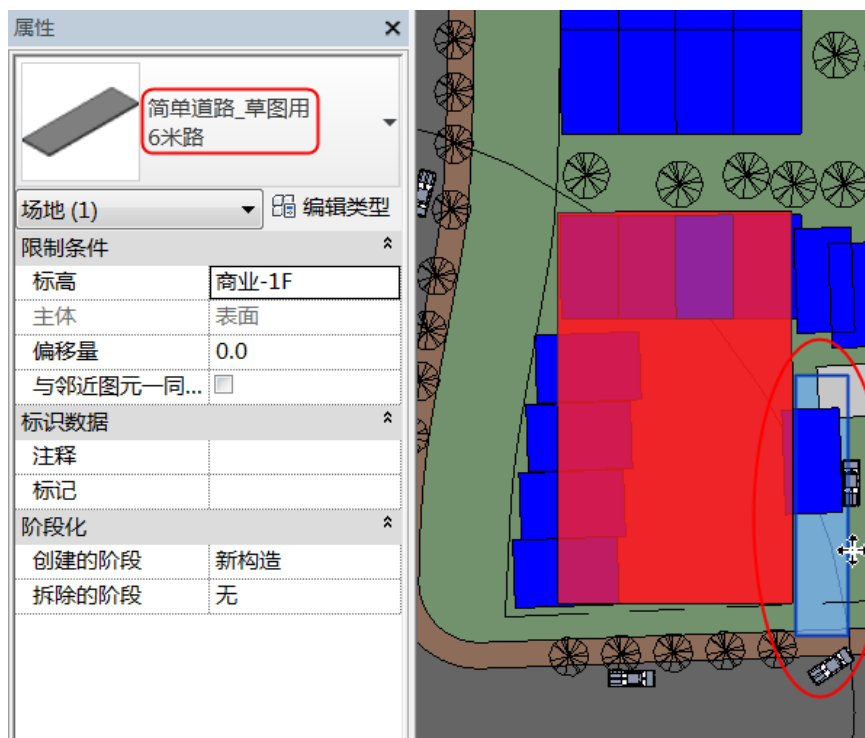 属性
简单道路_草图用
6米路
场地 (1)
编辑类型
限制条件
标高 商业-1F
主体 表面
偏移量 0.0
与邻近图元一同...
标识数据
注释
标记
阶段化
创建的阶段 新构造
拆除的阶段 无